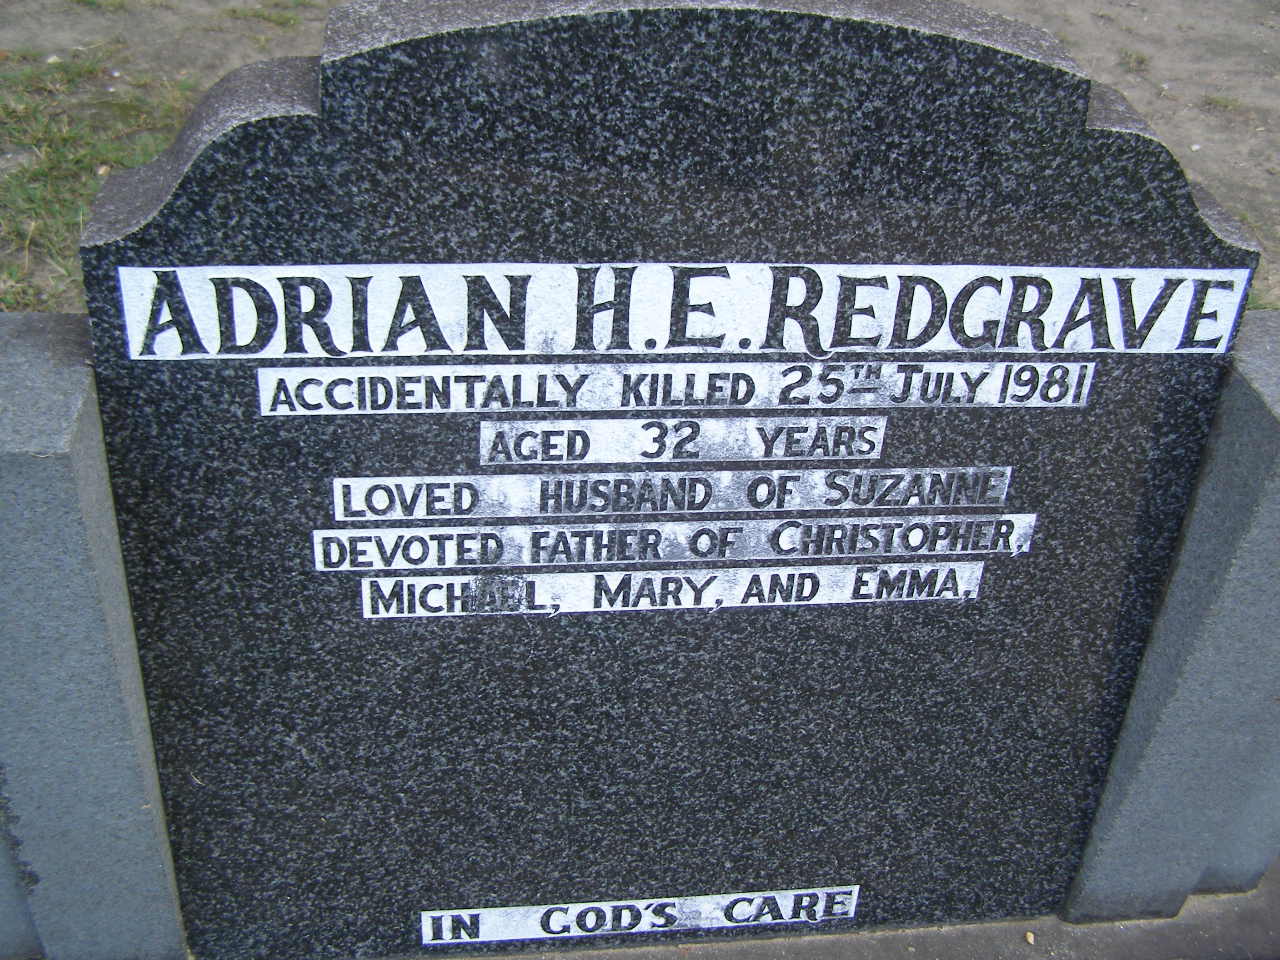 ADRIAN H.E. REDGRAVE
ACCIDENTALLY KILLED 25TH JULY 1981
AGED 32 YEARS
LOVED HUSBAND OF SUZANNE
DEVOTED FATHER OF CHRISTOPHER,
MICHAEL, MARY, AND EMMA.
IN GOD'S CARE